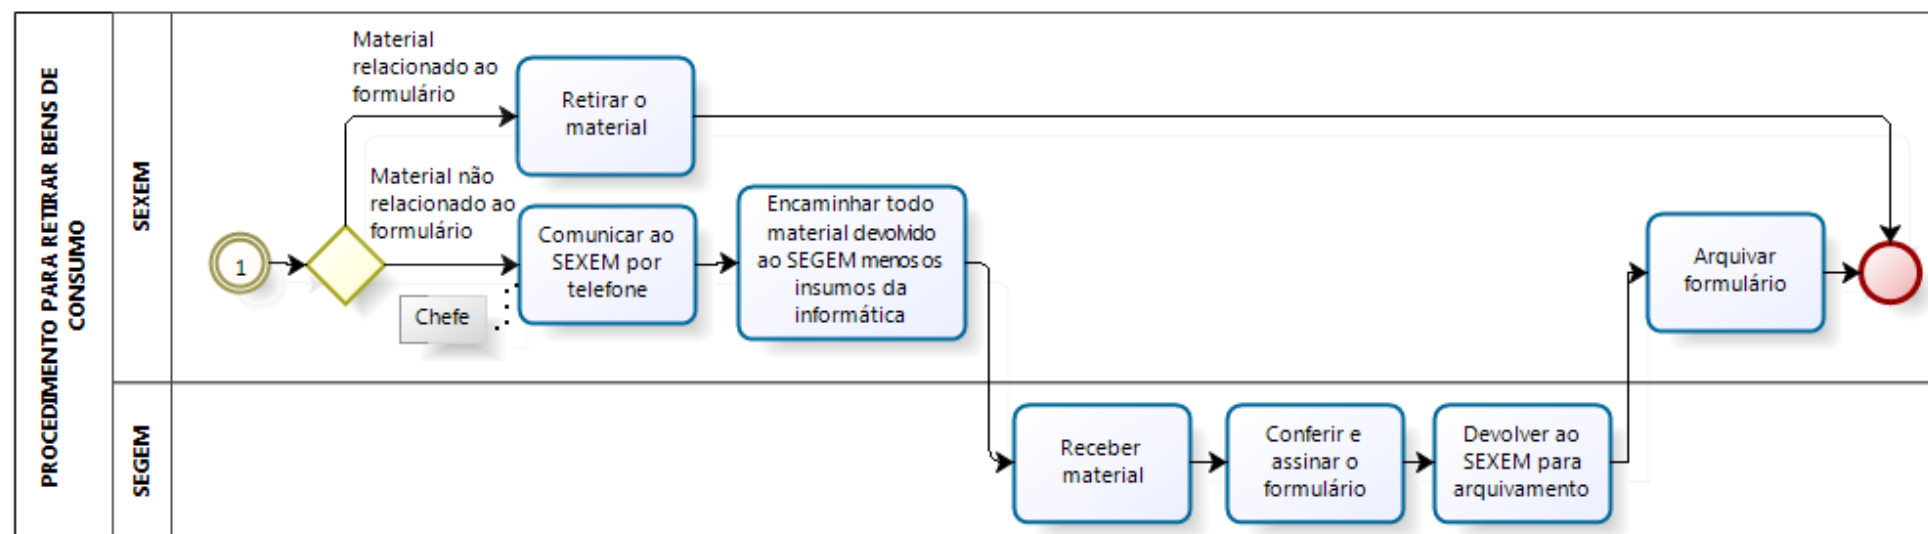 PROCEDIMENTO PARA RETIRAR BENS DE
CONSUMO
SEXEM
SEGEM
1
Material
relacionado ao
formulário
Retirar o
material
Material não
relacionado ao
formulário
Chefe
Comunicar ao
SEXEM por
telefone
Encaminhar todo
material devolvido
ao SEGEM menos os
insumos da
informática
Receber
material
Conferir e
assinar o
formulário
Devolver ao
SEXEM para
arquivamento
Arquivar
formulário